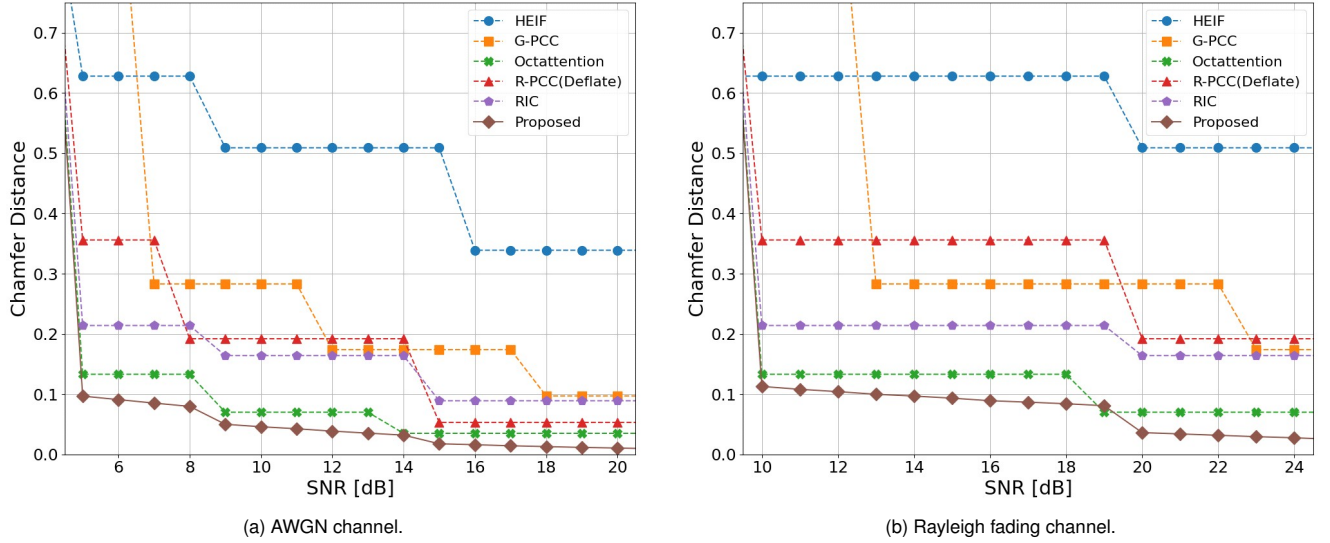 HEIF
G-PCC
Octattention
R-PCC(Deflate)
RIC
Proposed
0.7
0.6
0.5
0.4
0.3
0.2
0.1
0.0
Chamfer Distance
6 8 10 12 14 16 18 20
SNR [dB]
(a) AWGN channel.
HEIF
G-PCC
Octattention
R-PCC(Deflate)
RIC
Proposed
0.7
0.6
0.5
0.4
0.3
0.2
0.1
0.0
Chamfer Distance
10 12 14 16 18 20 22 24
SNR [dB]
(b) Rayleigh fading channel.